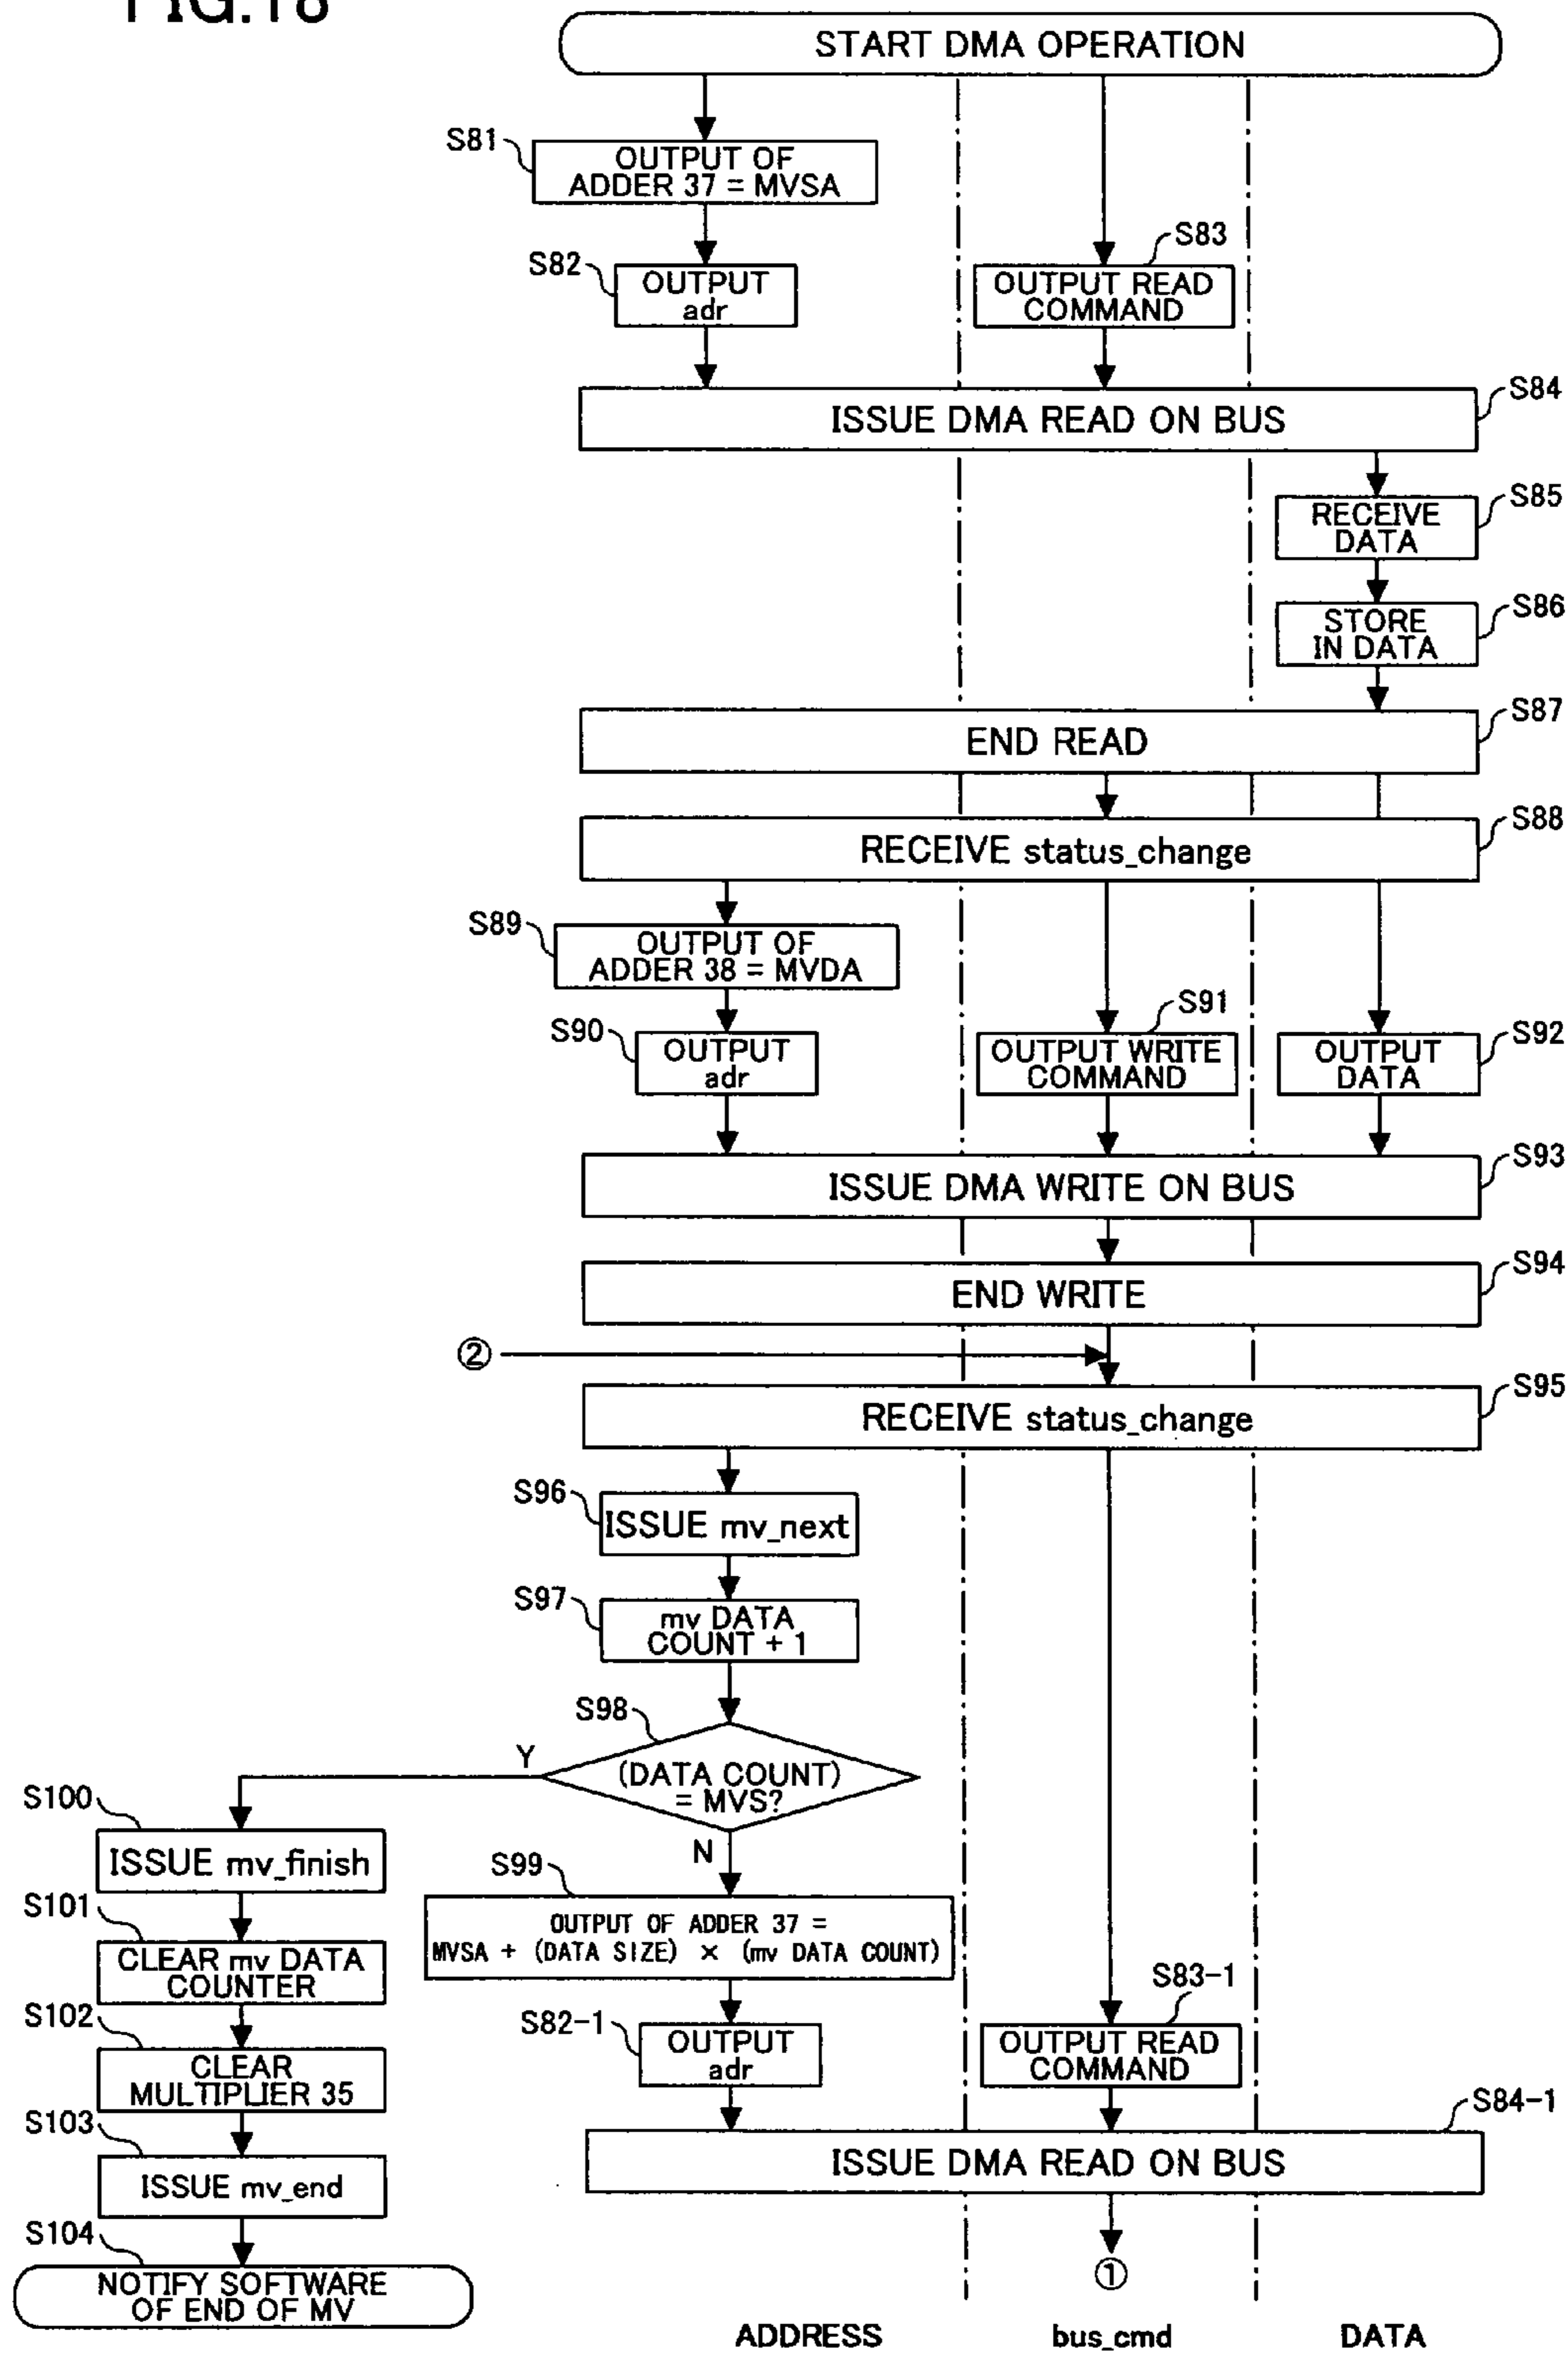 FIG.18
START DMA OPERATION
S81
OUTPUT OF
ADDER 37 = MVSA
S82
OUTPUT
adr
S83
OUTPUT READ
COMMAND
S84
ISSUE DMA READ ON BUS
S85
RECEIVE
DATA
S86
STORE
IN DATA
S87
END READ
S88
RECEIVE status_change
S89
OUTPUT OF
ADDER 38 = MVDA
S90
OUTPUT
adr
S91
OUTPUT WRITE
COMMAND
S92
OUTPUT
DATA
S93
ISSUE DMA WRITE ON BUS
S94
END WRITE
②
S95
RECEIVE status_change
S96
ISSUE mv_next
S97
mv DATA
COUNT + 1
S98
(DATA COUNT)
= MVS?
Y
N
S100
ISSUE mv_finish
S101
CLEAR mv DATA
COUNTER
S102
CLEAR
MULTIPLIER 35
S103
ISSUE mv_end
S104
NOTIFY SOFTWARE
OF END OF MV
S99
OUTPUT OF ADDER 37 =
MVSA + (DATA SIZE) × (mv DATA COUNT)
S82-1
OUTPUT
adr
S83-1
OUTPUT READ
COMMAND
S84-1
ISSUE DMA READ ON BUS
①
ADDRESS
bus_cmd
DATA